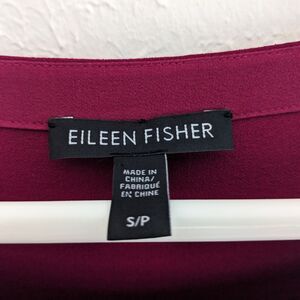 EILEEN FISHER
MADE IN
CHINA/
FABRIQUÉ
EN CHINE
S/P